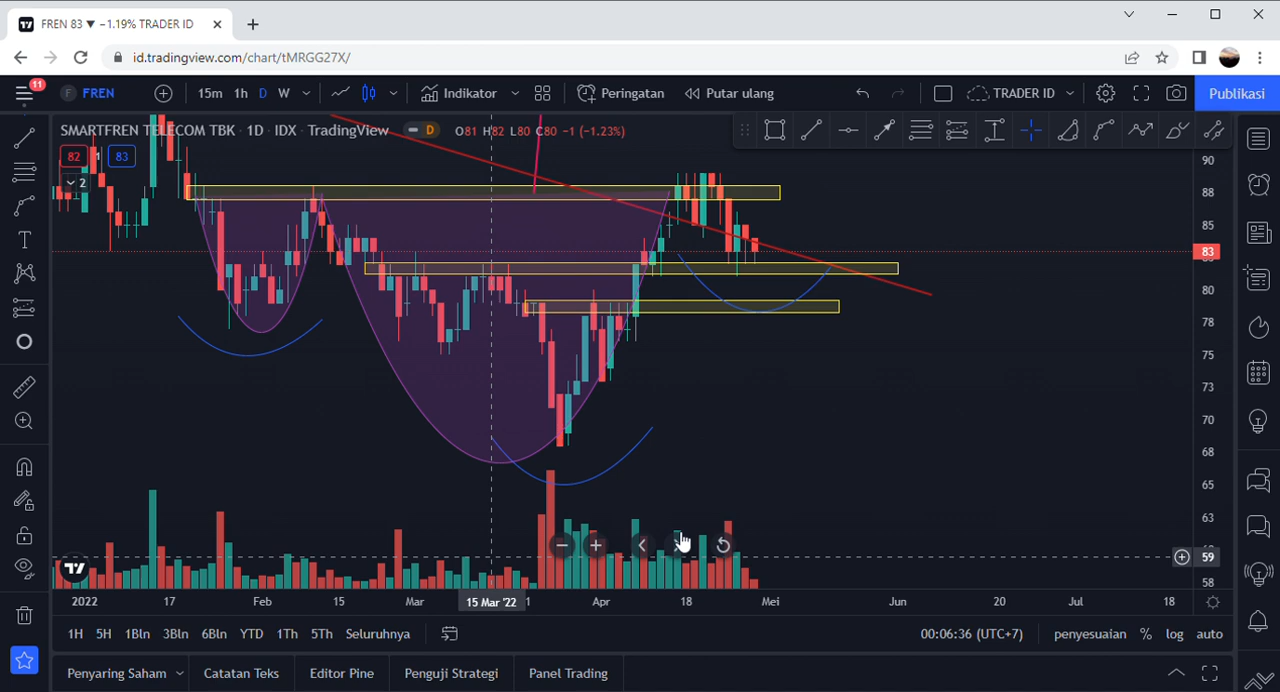 FREN 83 ▼ −1.19% TRADER ID
id.tradingview.com/chart/tMRGG27X/
11
F FREN 15m 1h D W Indikator Peringatan Putar ulang TRADER ID Publikasi
SMARTFREN TELECOM TBK · 1D · IDX · TradingView D O81 H82 L80 C80 −1 (−1.23%)
82 1 83
2
90
88
85
83
80
78
75
73
70
68
65
63
59
58
2022 17 Feb 15 Mar 15 Mar '22 Apr 18 Mei Jun 20 Jul 18
1H 5H 1Bln 3Bln 6Bln YTD 1Th 5Th Seluruhnya 00:06:36 (UTC+7) penyesuaian % log auto
Penyaring Saham Catatan Teks Editor Pine Penguji Strategi Panel Trading